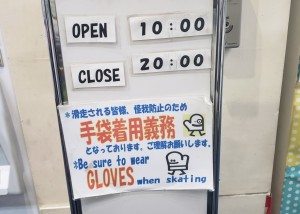 OPEN 10:00
CLOSE 20:00
*滑走される皆様、怪我防止のため
手袋着用義務
となっております、ご理解お願いします。
*Be sure to wear
GLOVES when skating